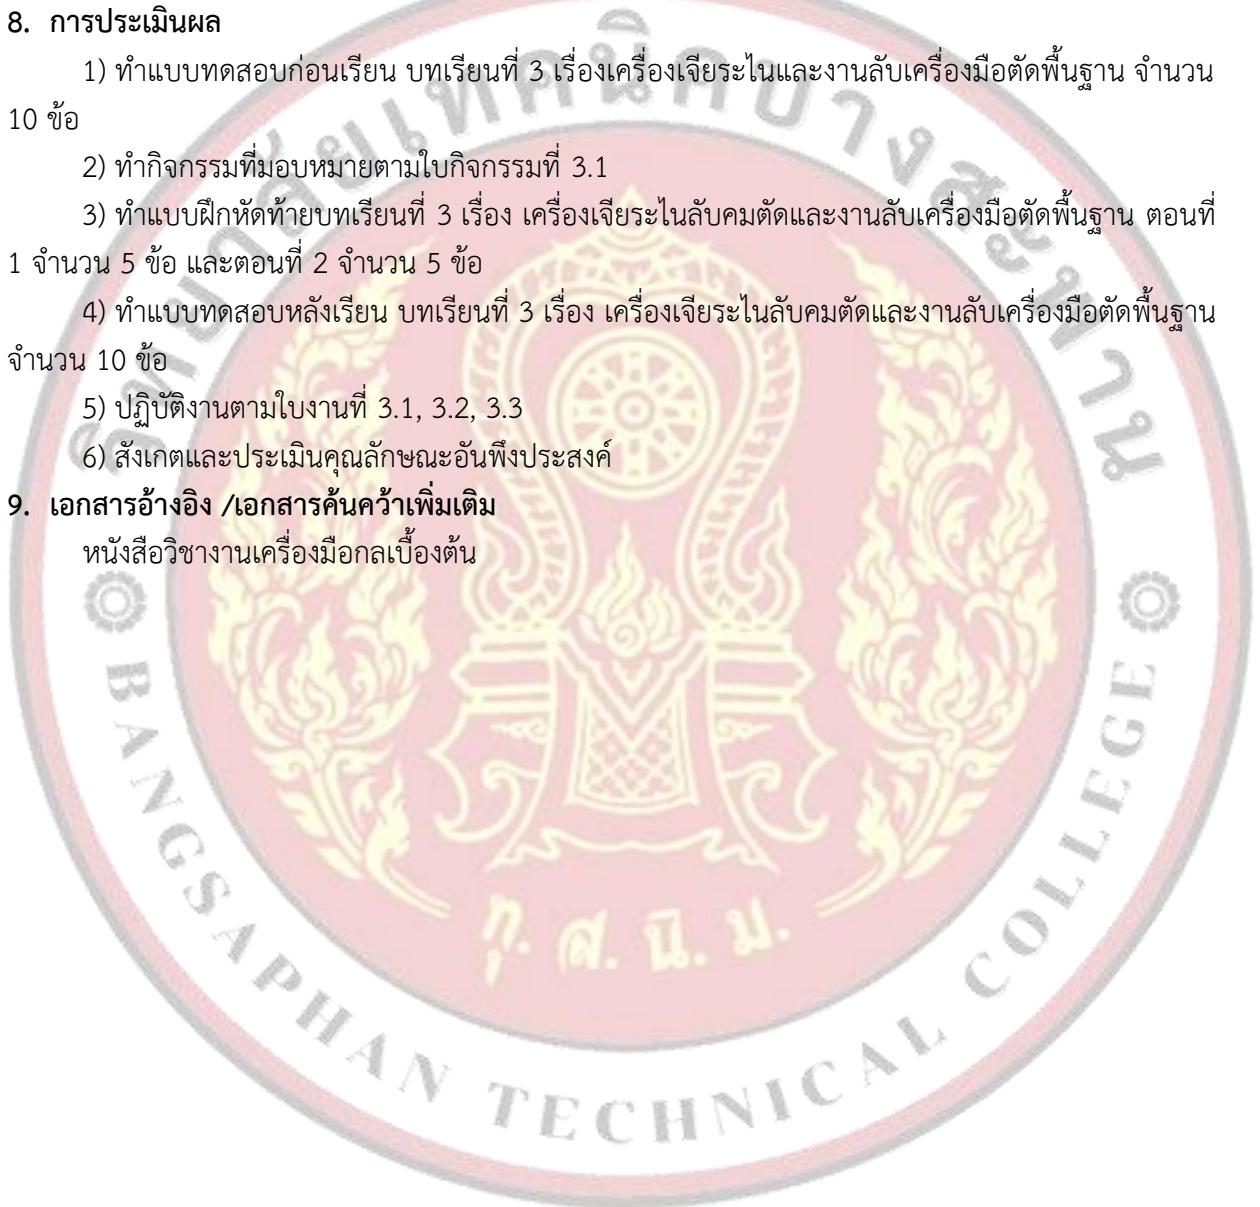 8. การประเมินผล
1) ทำแบบทดสอบก่อนเรียน บทเรียนที่ 3 เรื่องเครื่องเจียระไนและงานลับเครื่องมือตัดพื้นฐาน จำนวน
10 ข้อ
2) ทำกิจกรรมที่มอบหมายตามใบกิจกรรมที่ 3.1
3) ทำแบบฝึกหัดท้ายบทเรียนที่ 3 เรื่อง เครื่องเจียระไนลับคมตัดและงานลับเครื่องมือตัดพื้นฐาน ตอนที่
1 จำนวน 5 ข้อ และตอนที่ 2 จำนวน 5 ข้อ
4) ทำแบบทดสอบหลังเรียน บทเรียนที่ 3 เรื่อง เครื่องเจียระไนลับคมตัดและงานลับเครื่องมือตัดพื้นฐาน
จำนวน 10 ข้อ
5) ปฏิบัติงานตามใบงานที่ 3.1, 3.2, 3.3
6) สังเกตและประเมินคุณลักษณะอันพึงประสงค์
9. เอกสารอ้างอิง /เอกสารค้นคว้าเพิ่มเติม
หนังสือวิชางานเครื่องมือกลเบื้องต้น
วิทยาลัยเทคนิคบางสะพาน
ทุ. ส. นิ. ม.
BANGSAPHAN TECHNICAL COLLEGE